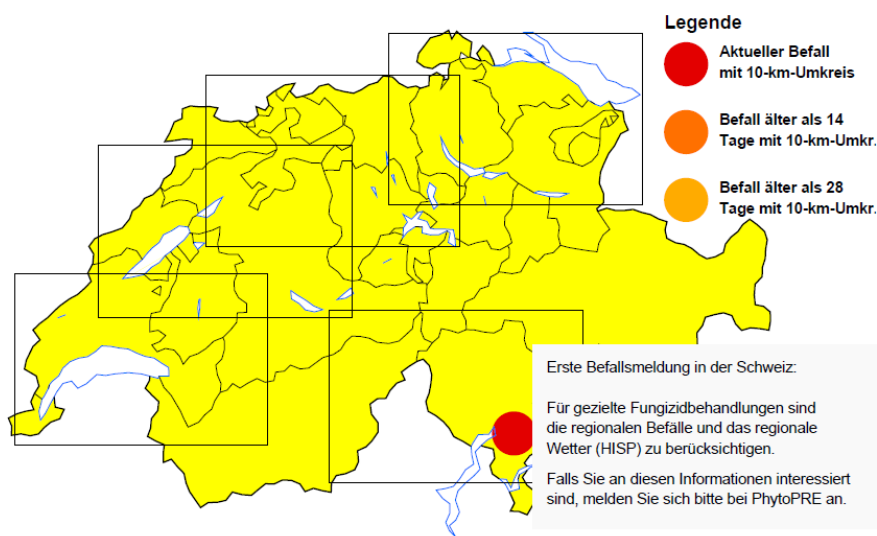 Legende
Aktueller Befall
mit 10-km-Umkreis
Befall älter als 14
Tage mit 10-km-Umkr.
Befall älter als 28
Tage mit 10-km-Umkr.
Erste Befallsmeldung in der Schweiz:
Für gezielte Fungizidbehandlungen sind
die regionalen Befälle und das regionale
Wetter (HISP) zu berücksichtigen.
Falls Sie an diesen Informationen interessiert
sind, melden Sie sich bitte bei PhytoPRE an.